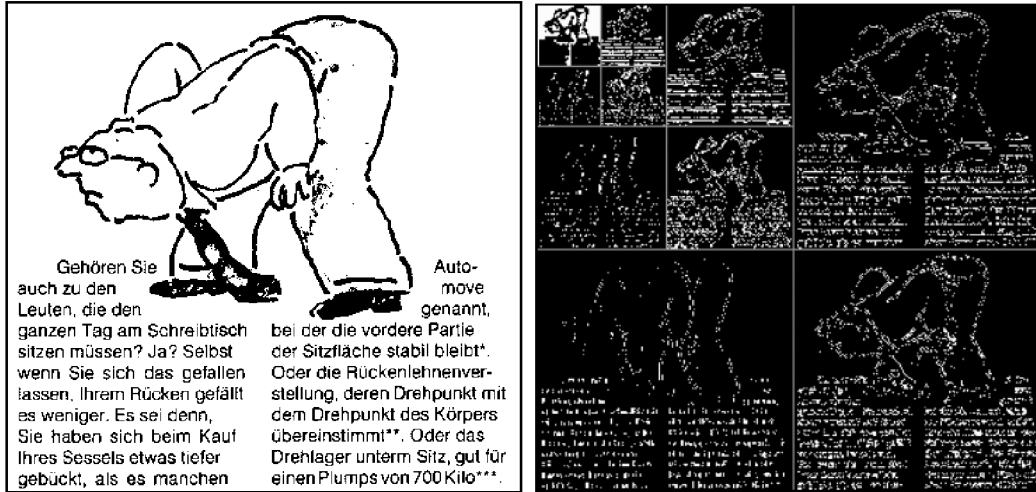 Gehören Sie
auch zu den
Leuten, die den
ganzen Tag am Schreibtisch
sitzen müssen? Ja? Selbst
wenn Sie sich das gefallen
lassen, Ihrem Rücken gefällt
es weniger. Es sei denn,
Sie haben sich beim Kauf
Ihres Sessels etwas tiefer
gebückt, als es manchen
Auto-
move
genannt,
bei der die vordere Partie
der Sitzfläche stabil bleibt*.
Oder die Rückenlehnenver-
stellung, deren Drehpunkt mit
dem Drehpunkt des Körpers
übereinstimmt**. Oder das
Drehlager unterm Sitz, gut für
einen Plumps von 700 Kilo***.